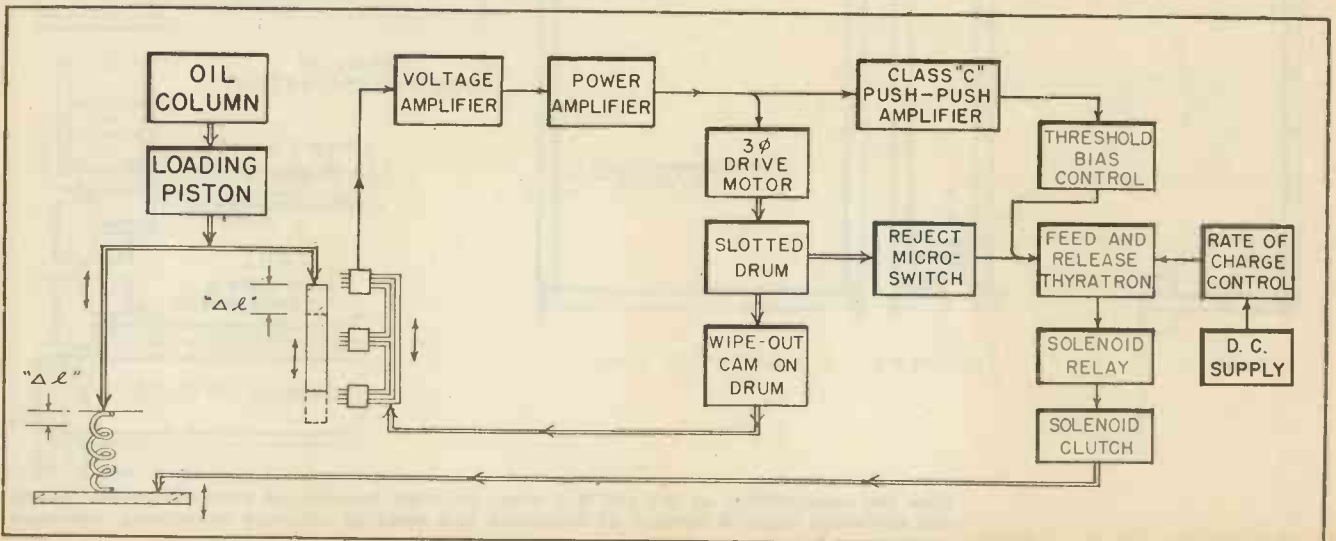 OIL
COLUMN
LOADING
PISTON
"Δℓ"
"Δℓ"
VOLTAGE
AMPLIFIER
POWER
AMPLIFIER
CLASS "C"
PUSH-PUSH
AMPLIFIER
3∅
DRIVE
MOTOR
THRESHOLD
BIAS
CONTROL
SLOTTED
DRUM
REJECT
MICRO-
SWITCH
FEED AND
RELEASE
THYRATRON
RATE OF
CHARGE
CONTROL
WIPE-OUT
CAM ON
DRUM
SOLENOID
RELAY
D. C.
SUPPLY
SOLENOID
CLUTCH